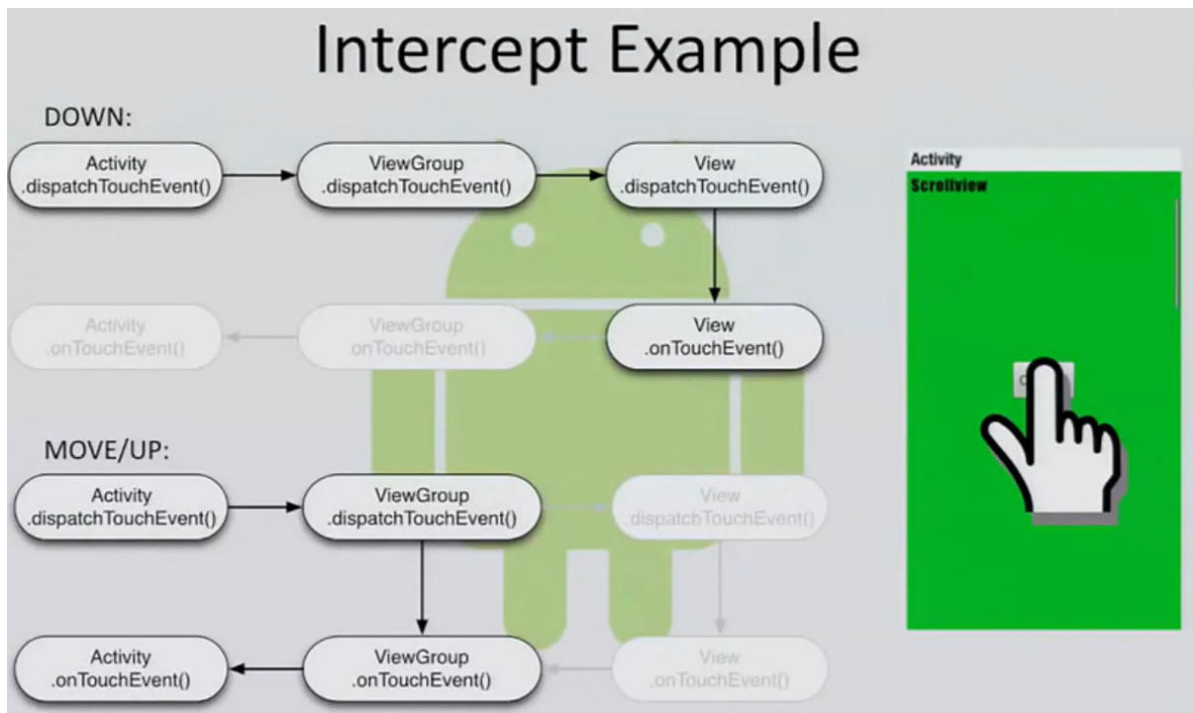 Intercept Example
DOWN:
Activity
.dispatchTouchEvent()
ViewGroup
.dispatchTouchEvent()
View
.dispatchTouchEvent()
Activity
.onTouchEvent()
ViewGroup
.onTouchEvent()
View
.onTouchEvent()
MOVE/UP:
Activity
.dispatchTouchEvent()
ViewGroup
.dispatchTouchEvent()
View
.dispatchTouchEvent()
Activity
.onTouchEvent()
ViewGroup
.onTouchEvent()
View
.onTouchEvent()
Activity
Scrollview